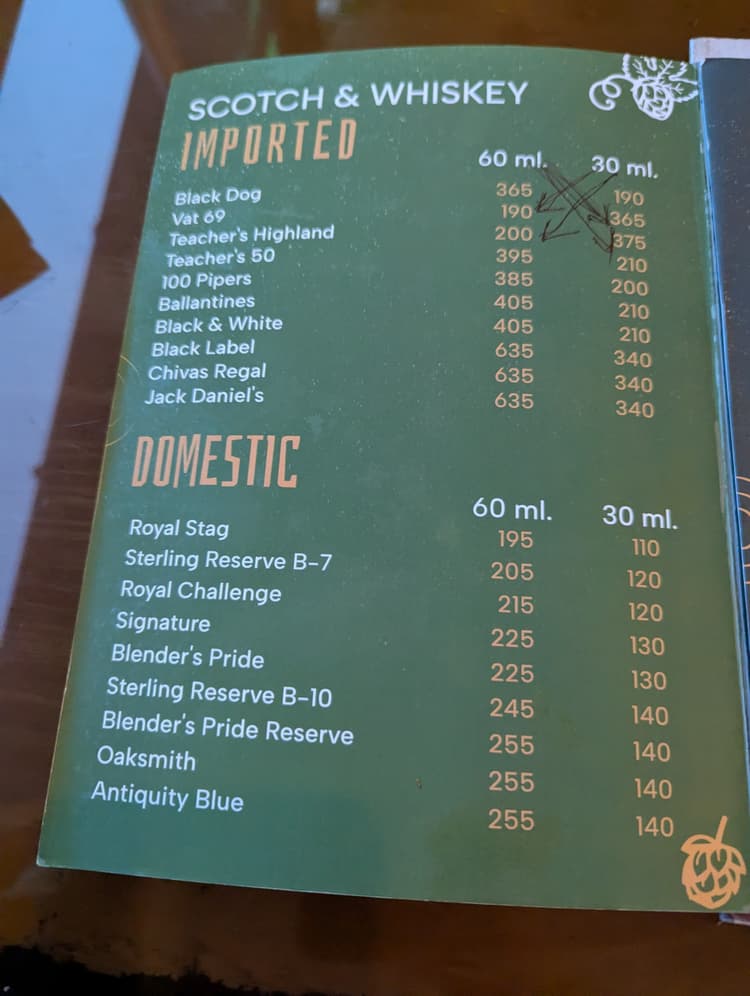 SCOTCH & WHISKEY
IMPORTED
60 ml. 30 ml.
Black Dog 365 190
Vat 69 190 365
Teacher's Highland 200 375
Teacher's 50 395 210
100 Pipers 385 200
Ballantines 405 210
Black & White 405 210
Black Label 635 340
Chivas Regal 635 340
Jack Daniel's 635 340
DOMESTIC
60 ml. 30 ml.
Royal Stag 195 110
Sterling Reserve B-7 205 120
Royal Challenge 215 120
Signature 225 130
Blender's Pride 225 130
Sterling Reserve B-10 245 140
Blender's Pride Reserve 255 140
Oaksmith 255 140
Antiquity Blue 255 140